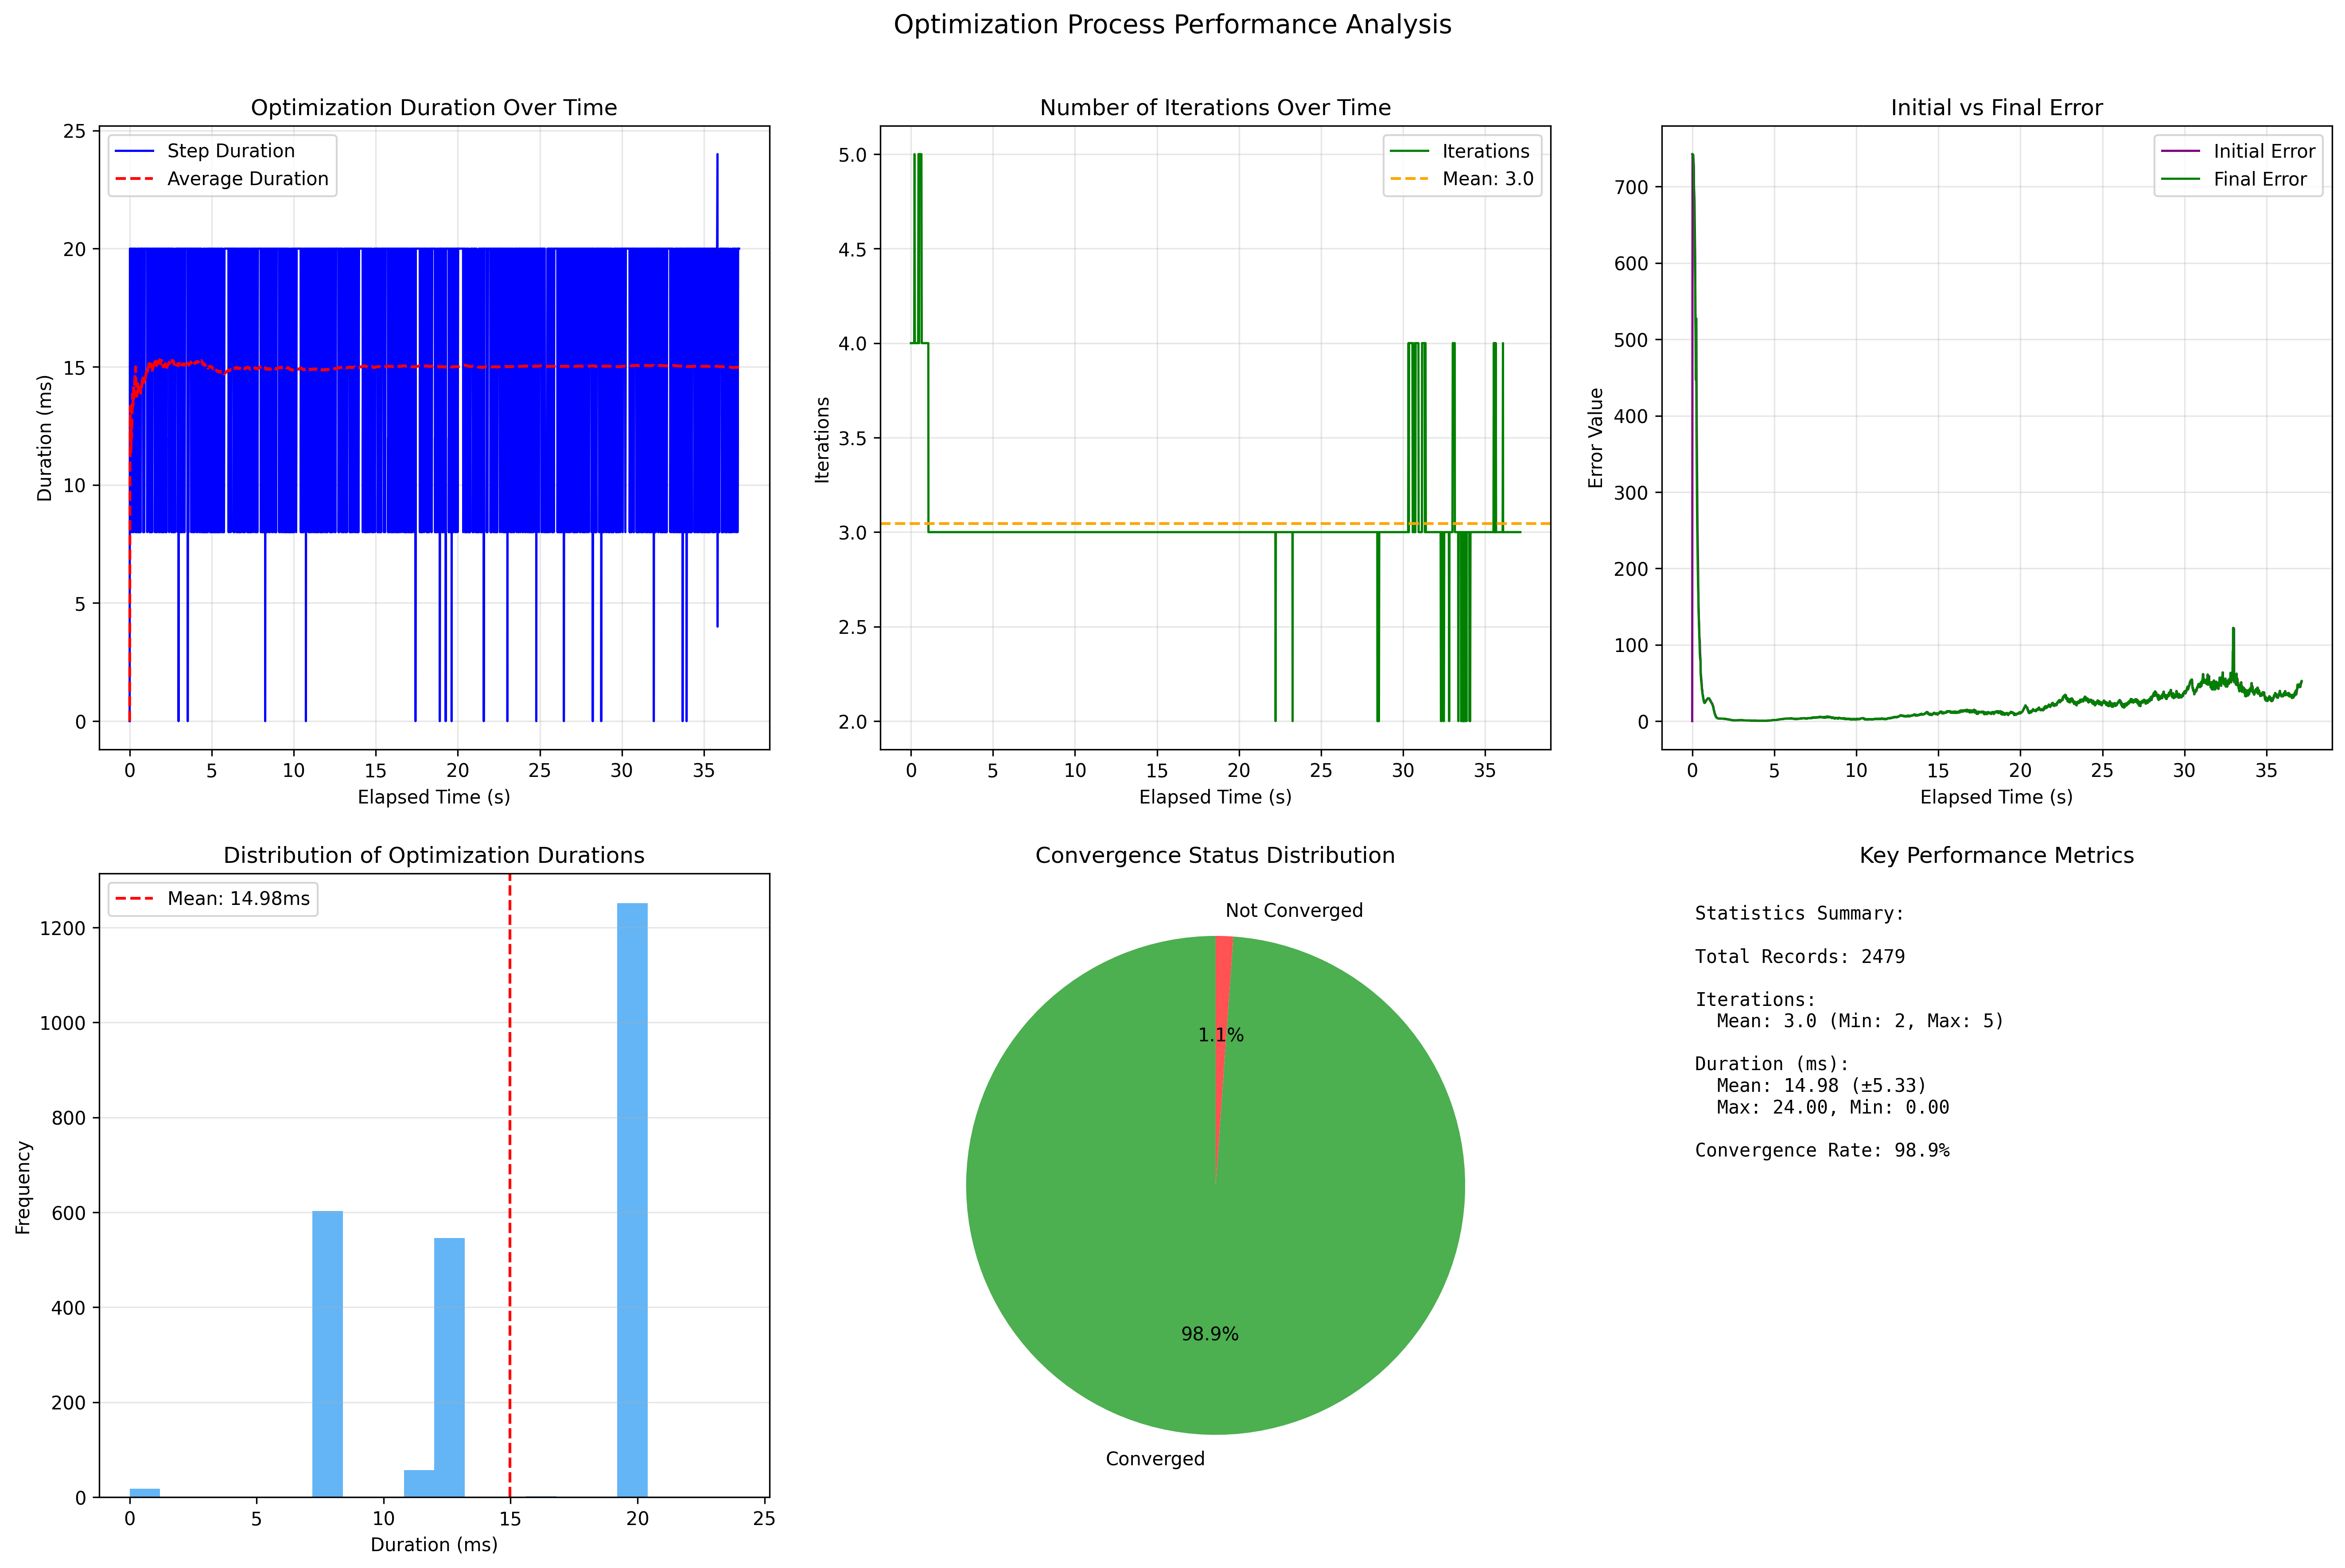 Optimization Process Performance Analysis
Optimization Duration Over Time
25
20
15
10
5
0
Duration (ms)
Step Duration
Average Duration
0 5 10 15 20 25 30 35
Elapsed Time (s)
Number of Iterations Over Time
5.0
4.5
4.0
3.5
3.0
2.5
2.0
Iterations
Iterations
Mean: 3.0
0 5 10 15 20 25 30 35
Elapsed Time (s)
Initial vs Final Error
700
600
500
400
300
200
100
0
Error Value
Initial Error
Final Error
0 5 10 15 20 25 30 35
Elapsed Time (s)
Distribution of Optimization Durations
1200
1000
800
600
400
200
0
Frequency
Mean: 14.98ms
0 5 10 15 20 25
Duration (ms)
Convergence Status Distribution
Not Converged
1.1%
98.9%
Converged
Key Performance Metrics
Statistics Summary:
Total Records: 2479
Iterations:
Mean: 3.0 (Min: 2, Max: 5)
Duration (ms):
Mean: 14.98 (±5.33)
Max: 24.00, Min: 0.00
Convergence Rate: 98.9%